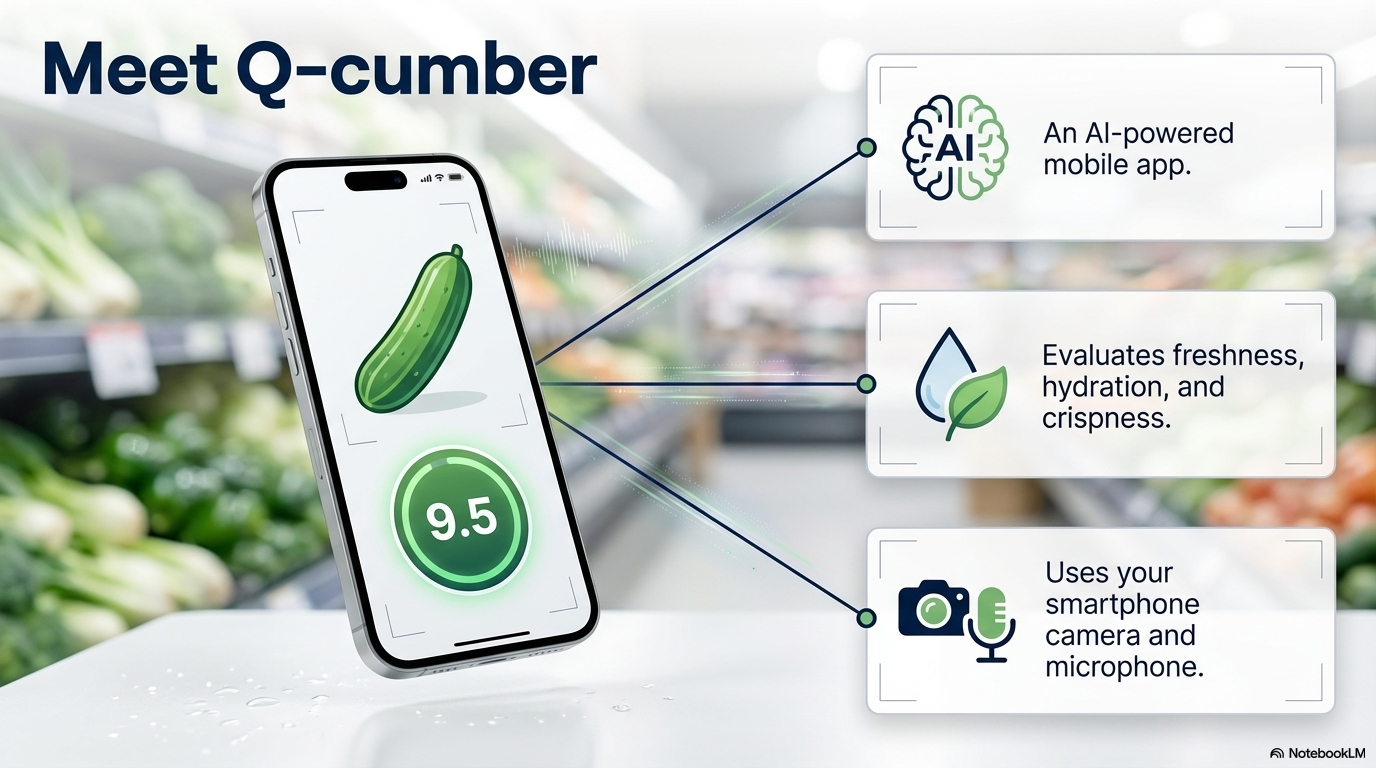 Meet Q-cumber
9.5
AI
An AI-powered
mobile app.
Evaluates freshness,
hydration, and
crispness.
Uses your
smartphone
camera and
microphone.
NotebookLM